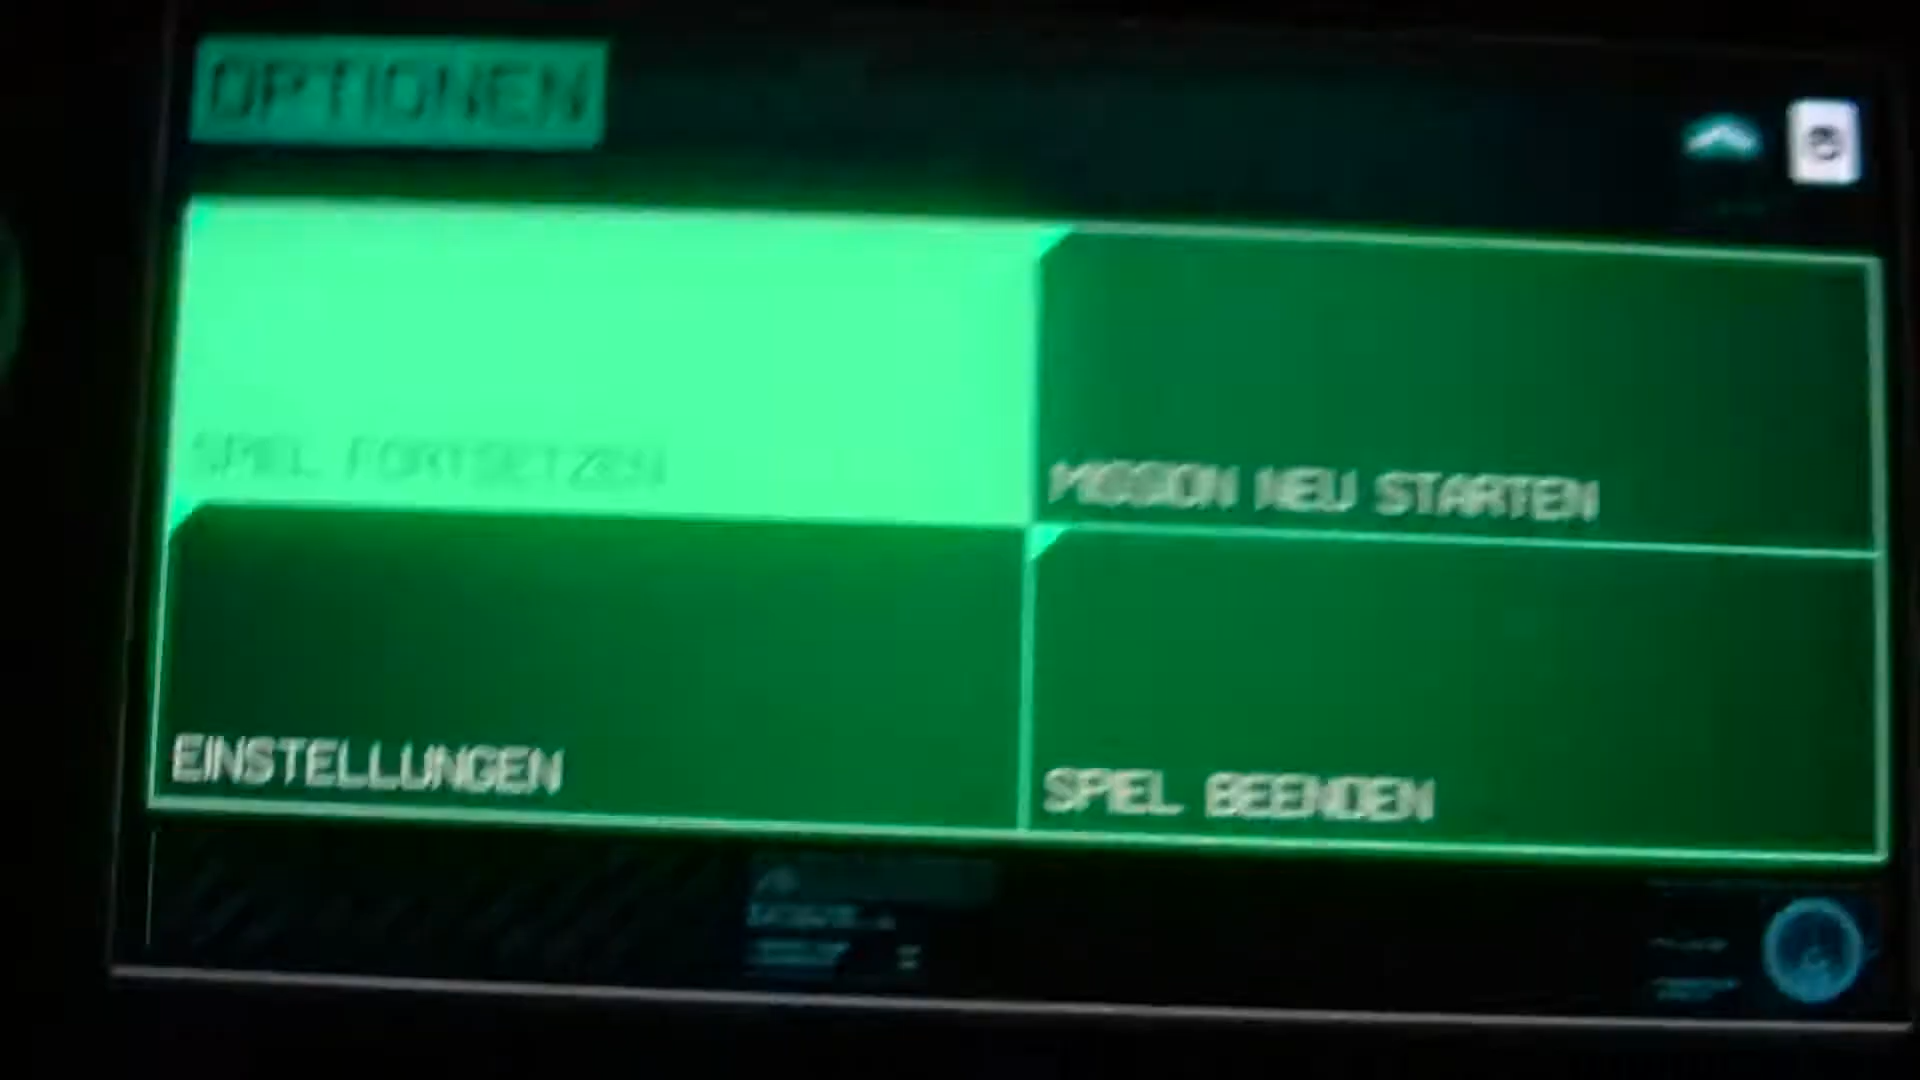 OPTIONEN
SPIEL FORTSETZEN
MISSION NEU STARTEN
EINSTELLUNGEN
SPIEL BEENDEN